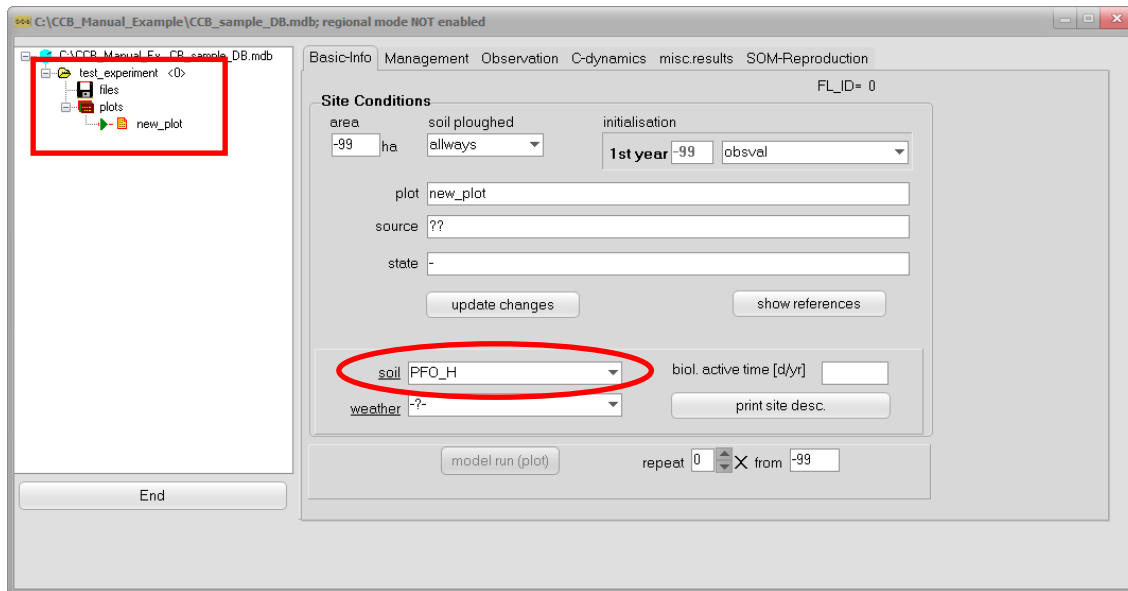 C:\CCB_Manual_Example\CCB_sample_DB.mdb; regional mode NOT enabled
C:\CCB_Manual_Ex...CB_sample_DB.mdb
test_experiment <0>
files
plots
new_plot
End
Basic-Info Management Observation C-dynamics misc.results SOM-Reproduction
FL_ID= 0
Site Conditions
area soil ploughed initialisation
-99 ha allways 1st year -99 obsval
plot new_plot
source ??
state -
update changes show references
soil PFO_H biol. active time [d/yr]
weather -?- print site desc.
model run (plot) repeat 0 X from -99